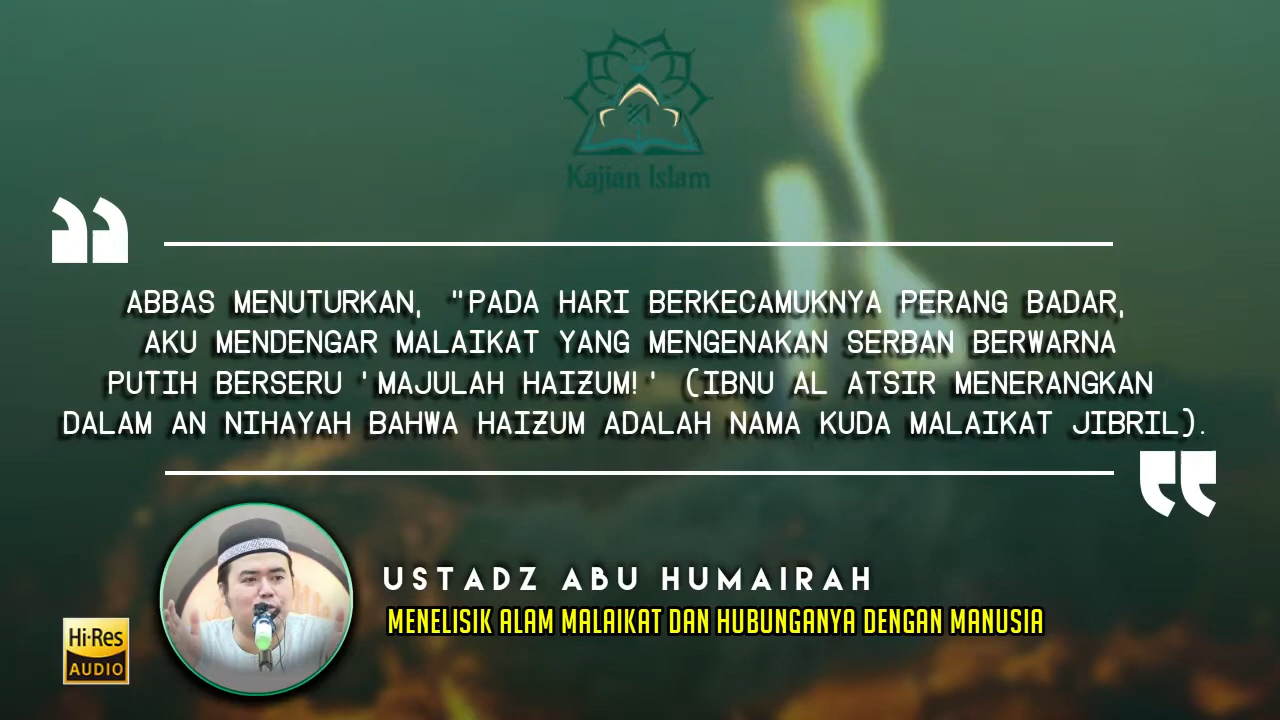 Kajian Islam
ABBAS MENUTURKAN, "PADA HARI BERKECAMUKNYA PERANG BADAR,
AKU MENDENGAR MALAIKAT YANG MENGENAKAN SERBAN BERWARNA
PUTIH BERSERU 'MAJULAH HAIZUM!' (IBNU AL ATSIR MENERANGKAN
DALAM AN NIHAYAH BAHWA HAIZUM ADALAH NAMA KUDA MALAIKAT JIBRIL).
USTADZ ABU HUMAIRAH
MENELISIK ALAM MALAIKAT DAN HUBUNGANYA DENGAN MANUSIA
Hi-Res
AUDIO